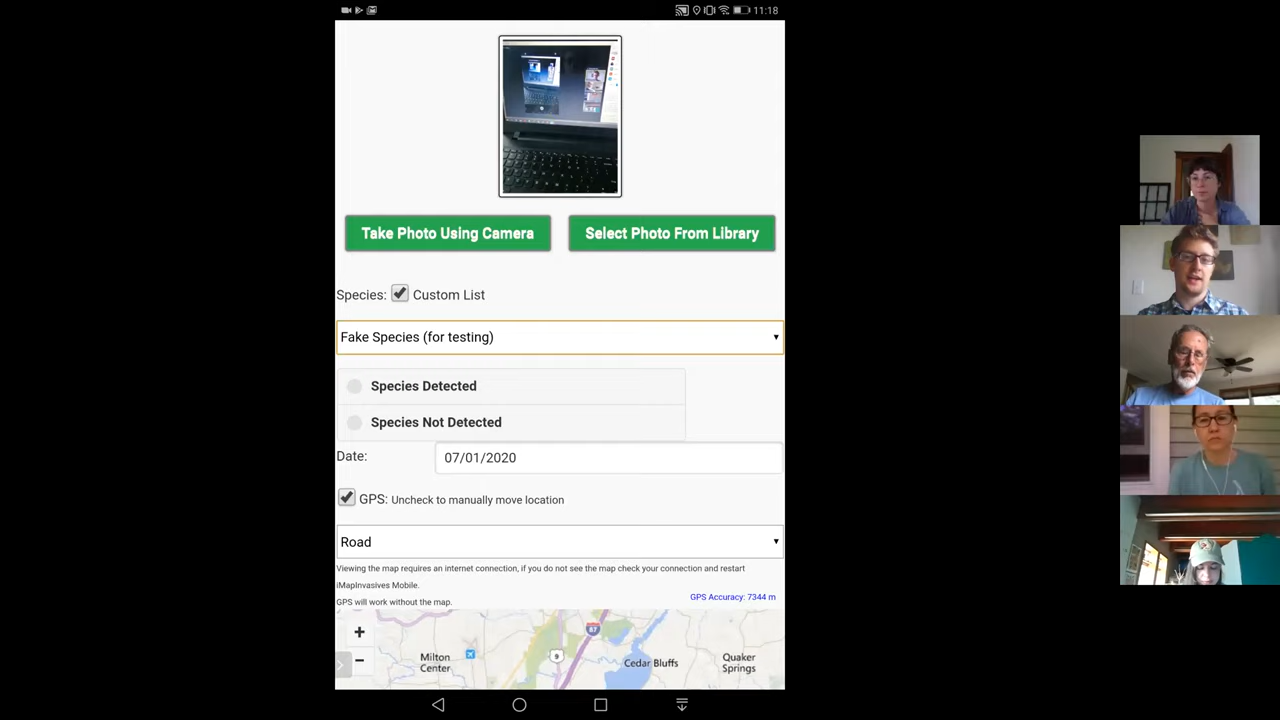 11:18
Take Photo Using Camera
Select Photo From Library
Species: Custom List
Fake Species (for testing)
Species Detected
Species Not Detected
Date: 07/01/2020
GPS: Uncheck to manually move location
Road
Viewing the map requires an internet connection, if you do not see the map check your connection and restart
iMapInvasives Mobile.
GPS will work without the map.
GPS Accuracy: 7344 m
+
87
−
9
Milton
Center
Cedar Bluffs
Quaker
Springs